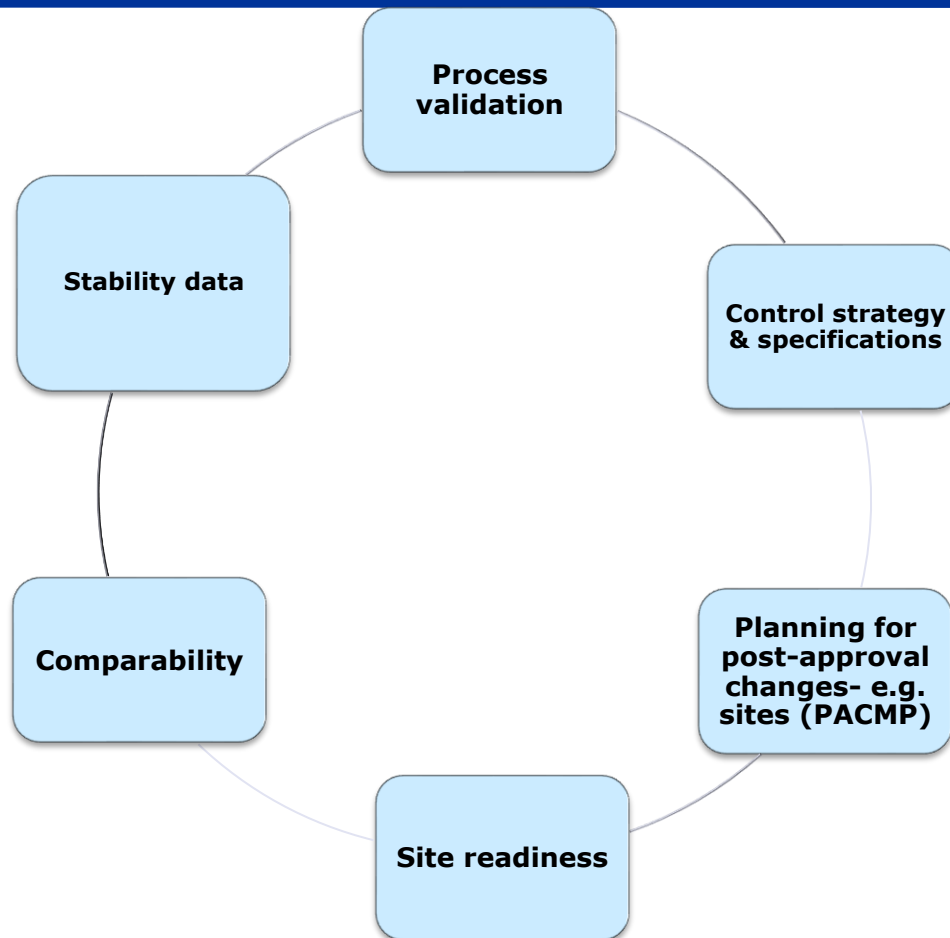 Process
validation
Control strategy
& specifications
Planning for
post-approval
changes- e.g.
sites (PACMP)
Site readiness
Comparability
Stability data